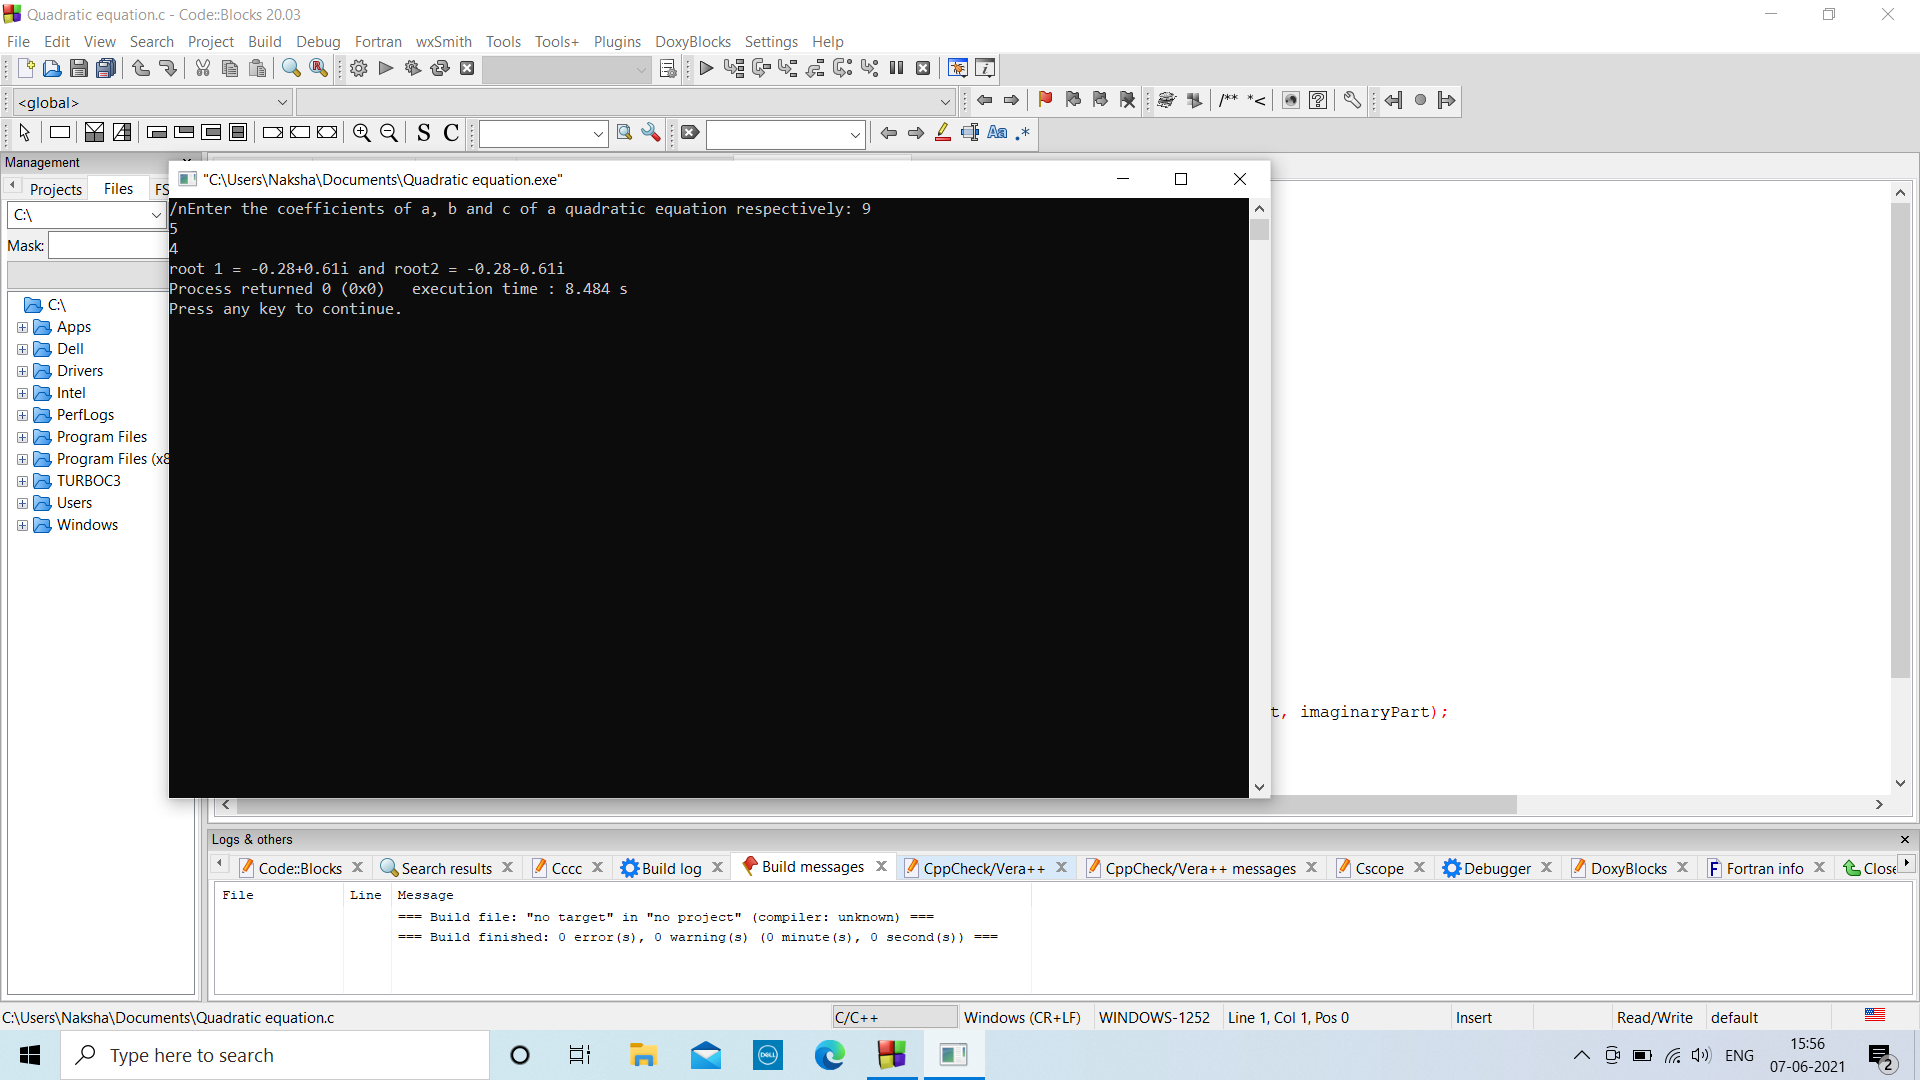 Quadratic equation.c - Code::Blocks 20.03
File Edit View Search Project Build Debug Fortran wxSmith Tools Tools+ Plugins DoxyBlocks Settings Help
<global>
/** *<
S C
Aa .*
Management
Projects Files FS
C:\
Mask:
C:\
Apps
Dell
Drivers
Intel
PerfLogs
Program Files
Program Files (x8
TURBOC3
Users
Windows
"C:\Users\Naksha\Documents\Quadratic equation.exe"
/nEnter the coefficients of a, b and c of a quadratic equation respectively: 9
5
4
root 1 = -0.28+0.61i and root2 = -0.28-0.61i
Process returned 0 (0x0)   execution time : 8.484 s
Press any key to continue.
t, imaginaryPart);
Logs & others
Code::Blocks Search results Cccc Build log Build messages CppCheck/Vera++ CppCheck/Vera++ messages Cscope Debugger DoxyBlocks Fortran info Close
File Line Message
=== Build file: "no target" in "no project" (compiler: unknown) ===
=== Build finished: 0 error(s), 0 warning(s) (0 minute(s), 0 second(s)) ===
C:\Users\Naksha\Documents\Quadratic equation.c C/C++ Windows (CR+LF) WINDOWS-1252 Line 1, Col 1, Pos 0 Insert Read/Write default
Type here to search
DELL
ENG
15:56
07-06-2021
2